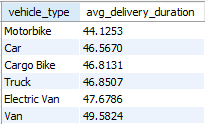 vehicle_type avg_delivery_duration
Motorbike 44.1253
Car 46.5670
Cargo Bike 46.8131
Truck 46.8507
Electric Van 47.6786
Van 49.5824